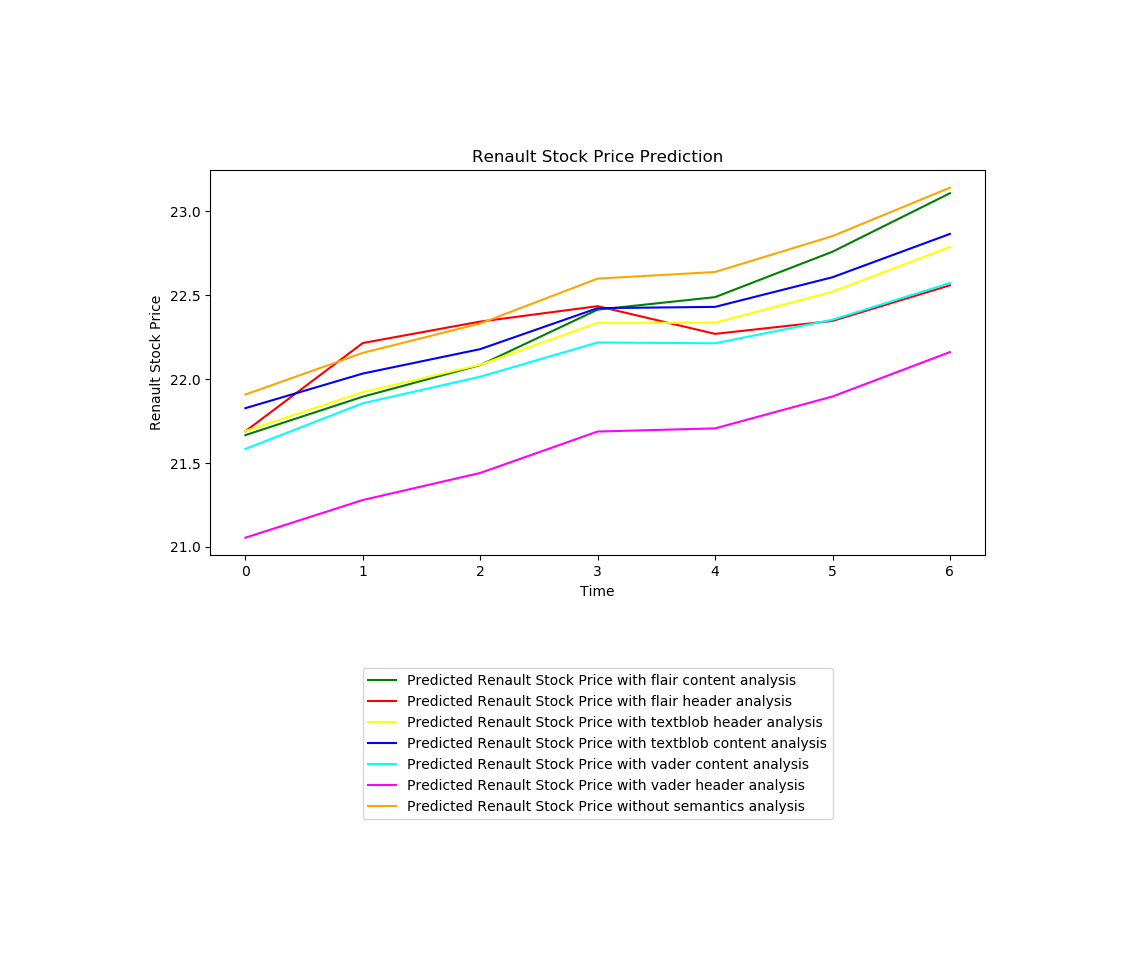 Renault Stock Price Prediction
23.0
22.5
22.0
21.5
21.0
Renault Stock Price
0 1 2 3 4 5 6
Time
Predicted Renault Stock Price with flair content analysis
Predicted Renault Stock Price with flair header analysis
Predicted Renault Stock Price with textblob header analysis
Predicted Renault Stock Price with textblob content analysis
Predicted Renault Stock Price with vader content analysis
Predicted Renault Stock Price with vader header analysis
Predicted Renault Stock Price without semantics analysis